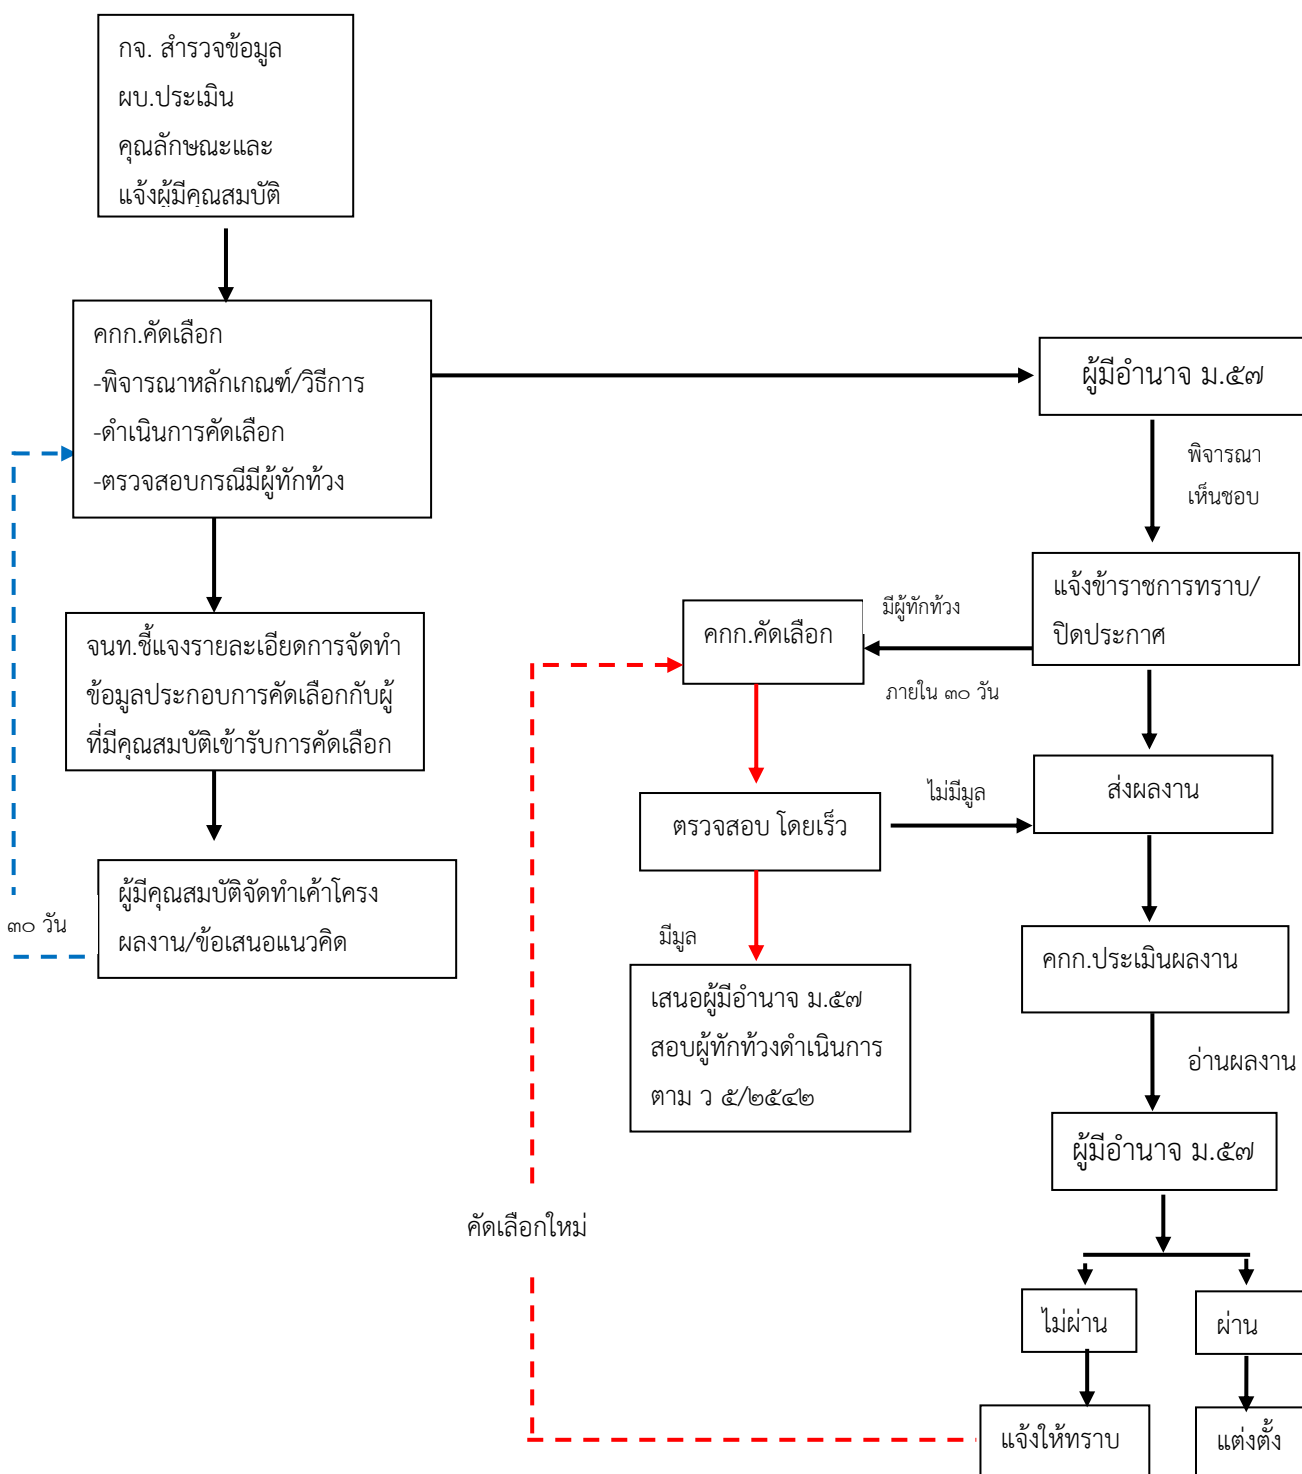 กจ. สำรวจข้อมูล
ผบ.ประเมิน
คุณลักษณะและ
แจ้งผู้มีคุณสมบัติ
คกก.คัดเลือก
-พิจารณาหลักเกณฑ์/วิธีการ
-ดำเนินการคัดเลือก
-ตรวจสอบกรณีมีผู้ทักท้วง
จนท.ชี้แจงรายละเอียดการจัดทำ
ข้อมูลประกอบการคัดเลือกกับผู้
ที่มีคุณสมบัติเข้ารับการคัดเลือก
ผู้มีคุณสมบัติจัดทำเค้าโครง
ผลงาน/ข้อเสนอแนวคิด
๓๐ วัน
ผู้มีอำนาจ ม.๕๗
พิจารณา
เห็นชอบ
แจ้งข้าราชการทราบ/
ปิดประกาศ
มีผู้ทักท้วง
ภายใน ๓๐ วัน
คกก.คัดเลือก
ตรวจสอบ โดยเร็ว
ไม่มีมูล
ส่งผลงาน
มีมูล
เสนอผู้มีอำนาจ ม.๕๗
สอบผู้ทักท้วงดำเนินการ
ตาม ว ๕/๒๕๔๒
คกก.ประเมินผลงาน
อ่านผลงาน
ผู้มีอำนาจ ม.๕๗
คัดเลือกใหม่
ไม่ผ่าน
ผ่าน
แจ้งให้ทราบ
แต่งตั้ง